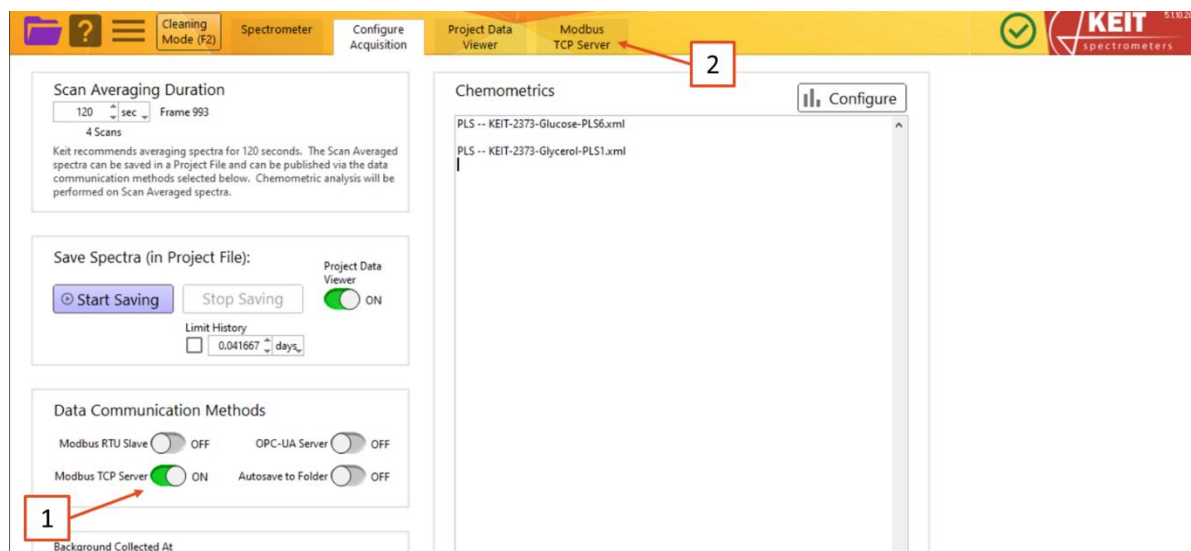 Cleaning
Mode (F2)
Spectrometer
Configure
Acquisition
Project Data
Viewer
Modbus
TCP Server
KEIT
spectrometers
2
Scan Averaging Duration
120 sec Frame 993
4 Scans
Keit recommends averaging spectra for 120 seconds. The Scan Averaged
spectra can be saved in a Project File and can be published via the data
communication methods selected below. Chemometric analysis will be
performed on Scan Averaged spectra.
Save Spectra (in Project File):
Project Data
Viewer
Start Saving
Stop Saving
ON
Limit History
0.041667 days
Data Communication Methods
Modbus RTU Slave OFF OPC-UA Server OFF
Modbus TCP Server ON Autosave to Folder OFF
1
Background Collected At
Chemometrics
Configure
PLS -- KEIT-2373-Glucose-PLS6.xml
PLS -- KEIT-2373-Glycerol-PLS1.xml